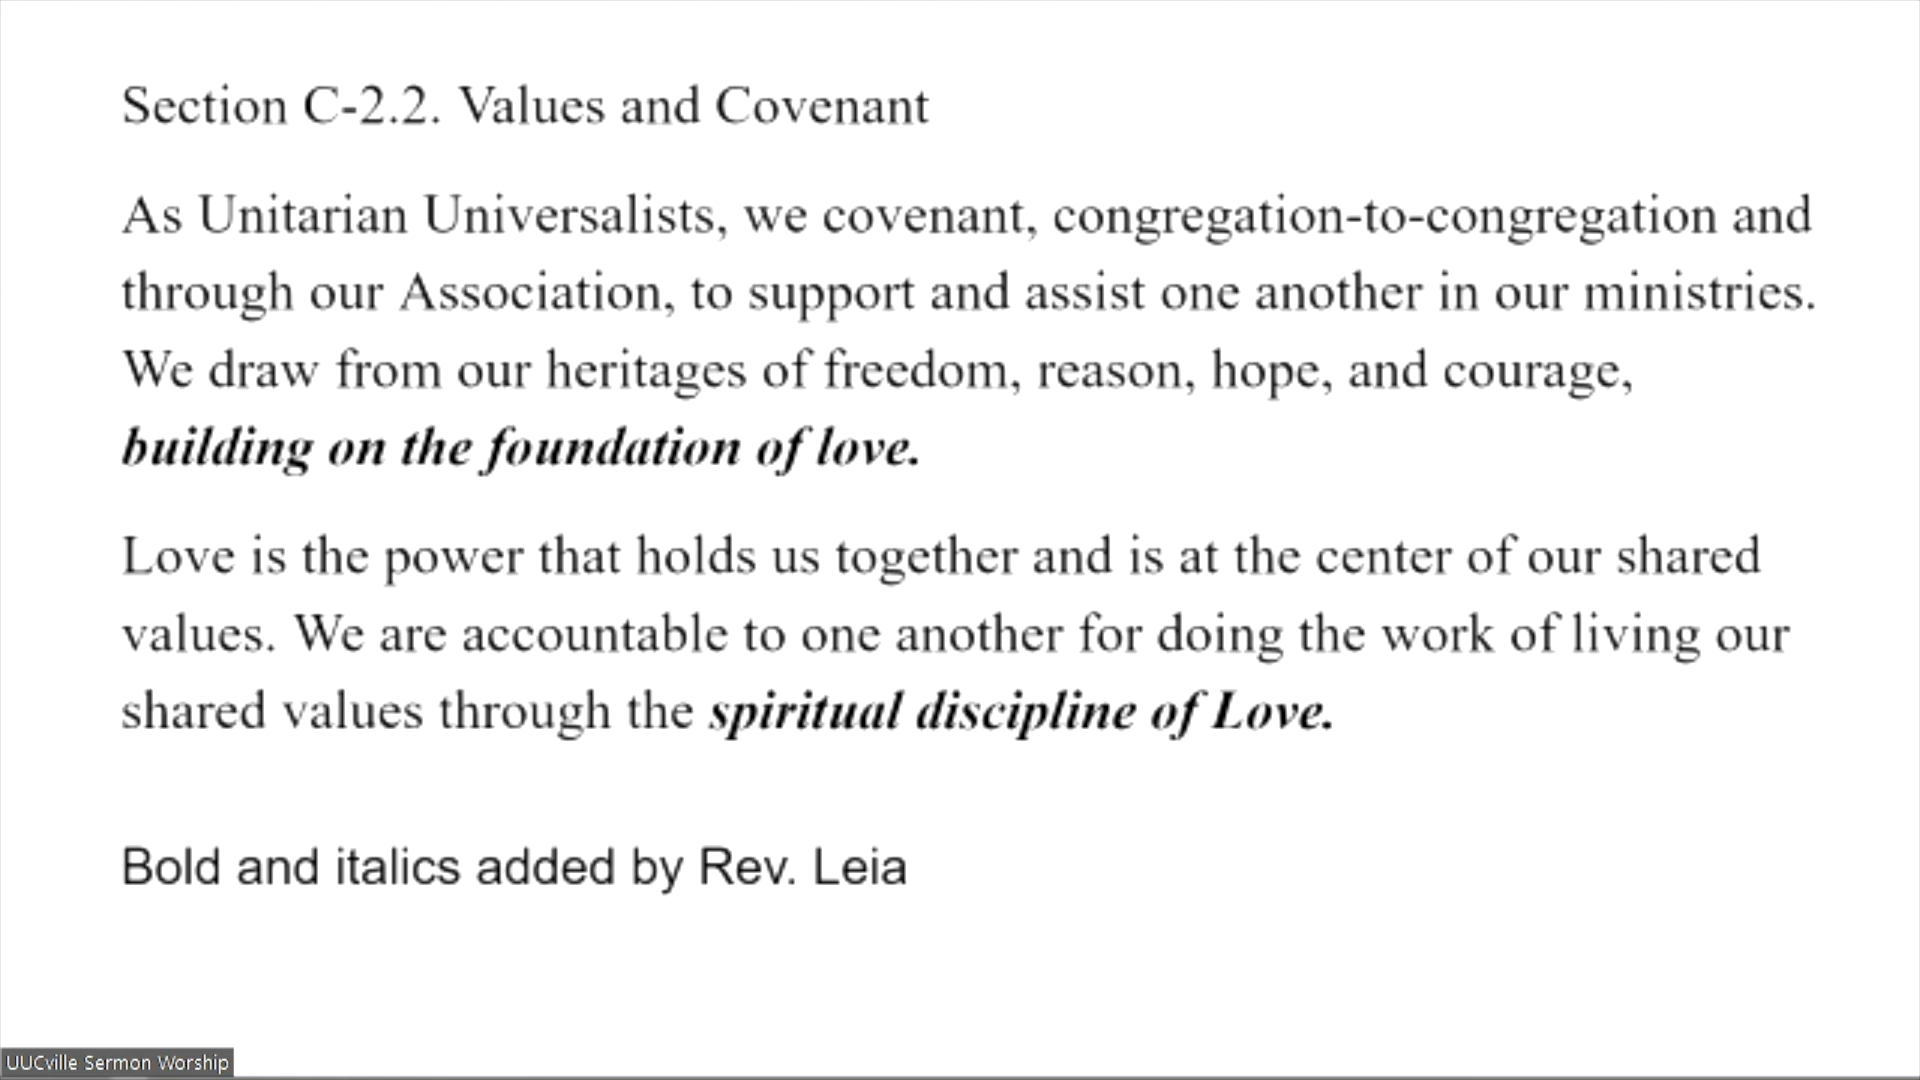 Section C-2.2. Values and Covenant
As Unitarian Universalists, we covenant, congregation-to-congregation and
through our Association, to support and assist one another in our ministries.
We draw from our heritages of freedom, reason, hope, and courage,
building on the foundation of love.
Love is the power that holds us together and is at the center of our shared
values. We are accountable to one another for doing the work of living our
shared values through the spiritual discipline of Love.
Bold and italics added by Rev. Leia
UUCville Sermon Worship